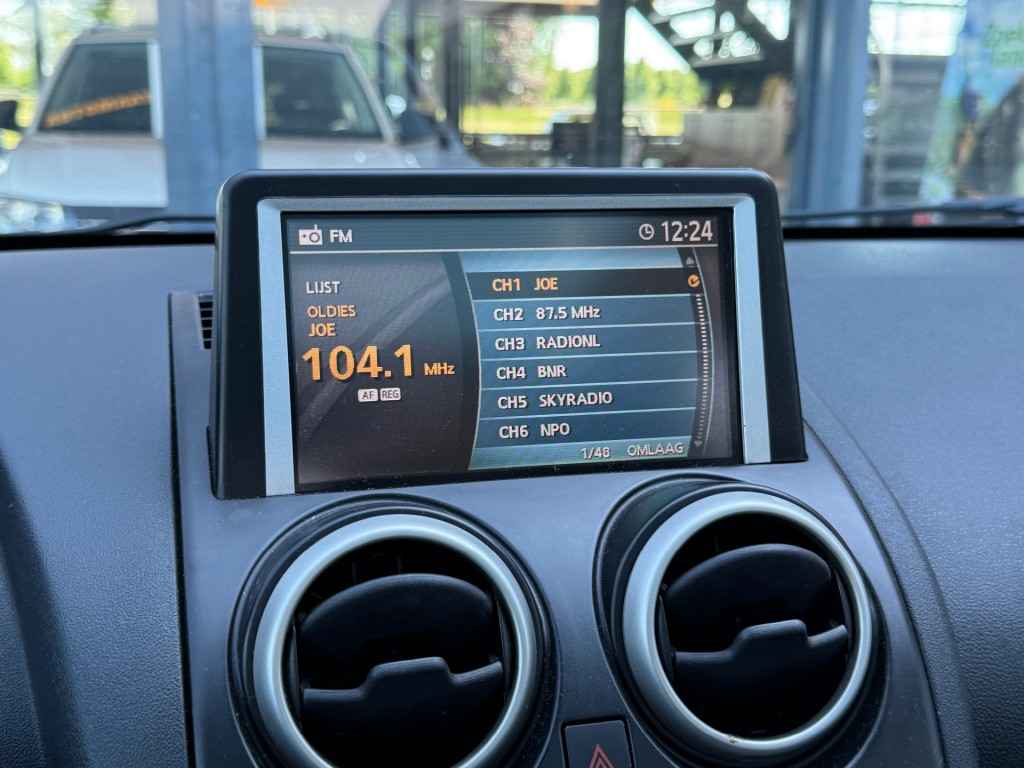 FM
12:24
LIJST
OLDIES
JOE
104.1 MHz
AF REG
CH1 JOE
CH2 87.5 MHz
CH3 RADIONL
CH4 BNR
CH5 SKYRADIO
CH6 NPO
1/48 OMLAAG